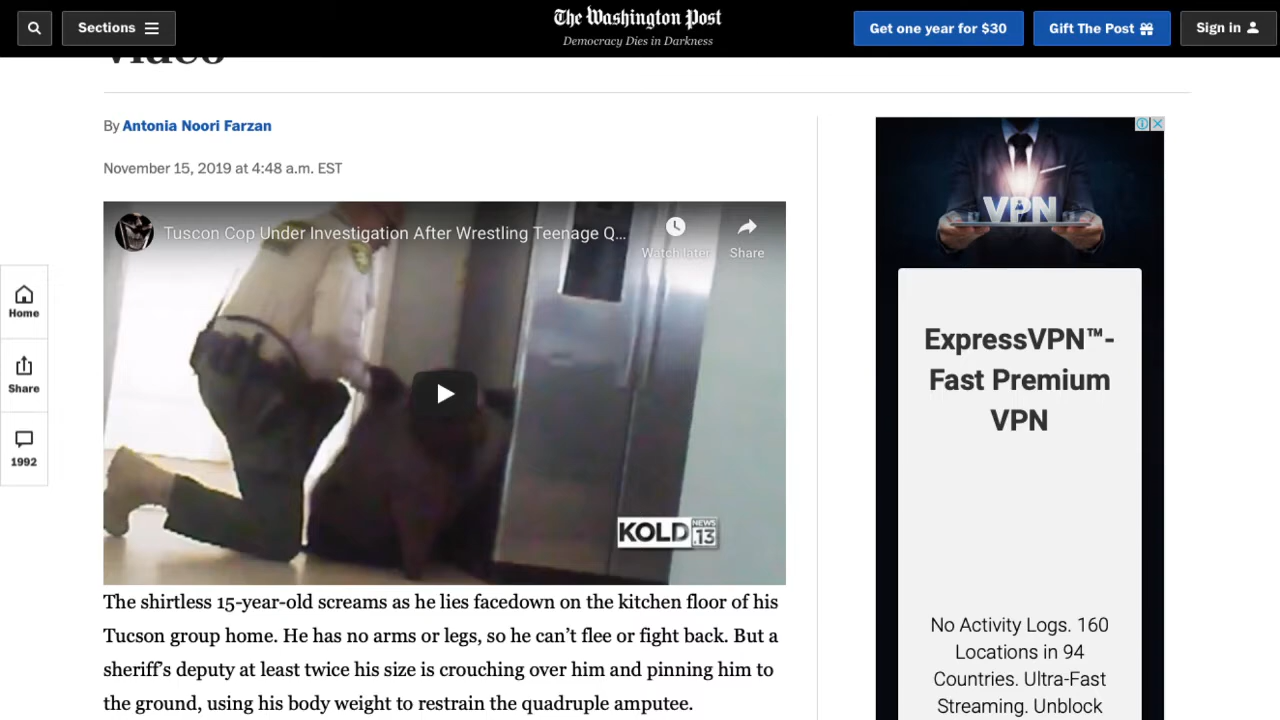 Sections
The Washington Post
Democracy Dies in Darkness
Get one year for $30
Gift The Post
Sign in
By Antonia Noori Farzan
November 15, 2019 at 4:48 a.m. EST
Tuscon Cop Under Investigation After Wrestling Teenage Q...
Watch later
Share
Home
Share
1992
KOLD NEWS 13
The shirtless 15-year-old screams as he lies facedown on the kitchen floor of his
Tucson group home. He has no arms or legs, so he can’t flee or fight back. But a
sheriff’s deputy at least twice his size is crouching over him and pinning him to
the ground, using his body weight to restrain the quadruple amputee.
VPN
ExpressVPN™-
Fast Premium
VPN
No Activity Logs. 160
Locations in 94
Countries. Ultra-Fast
Streaming. Unblock